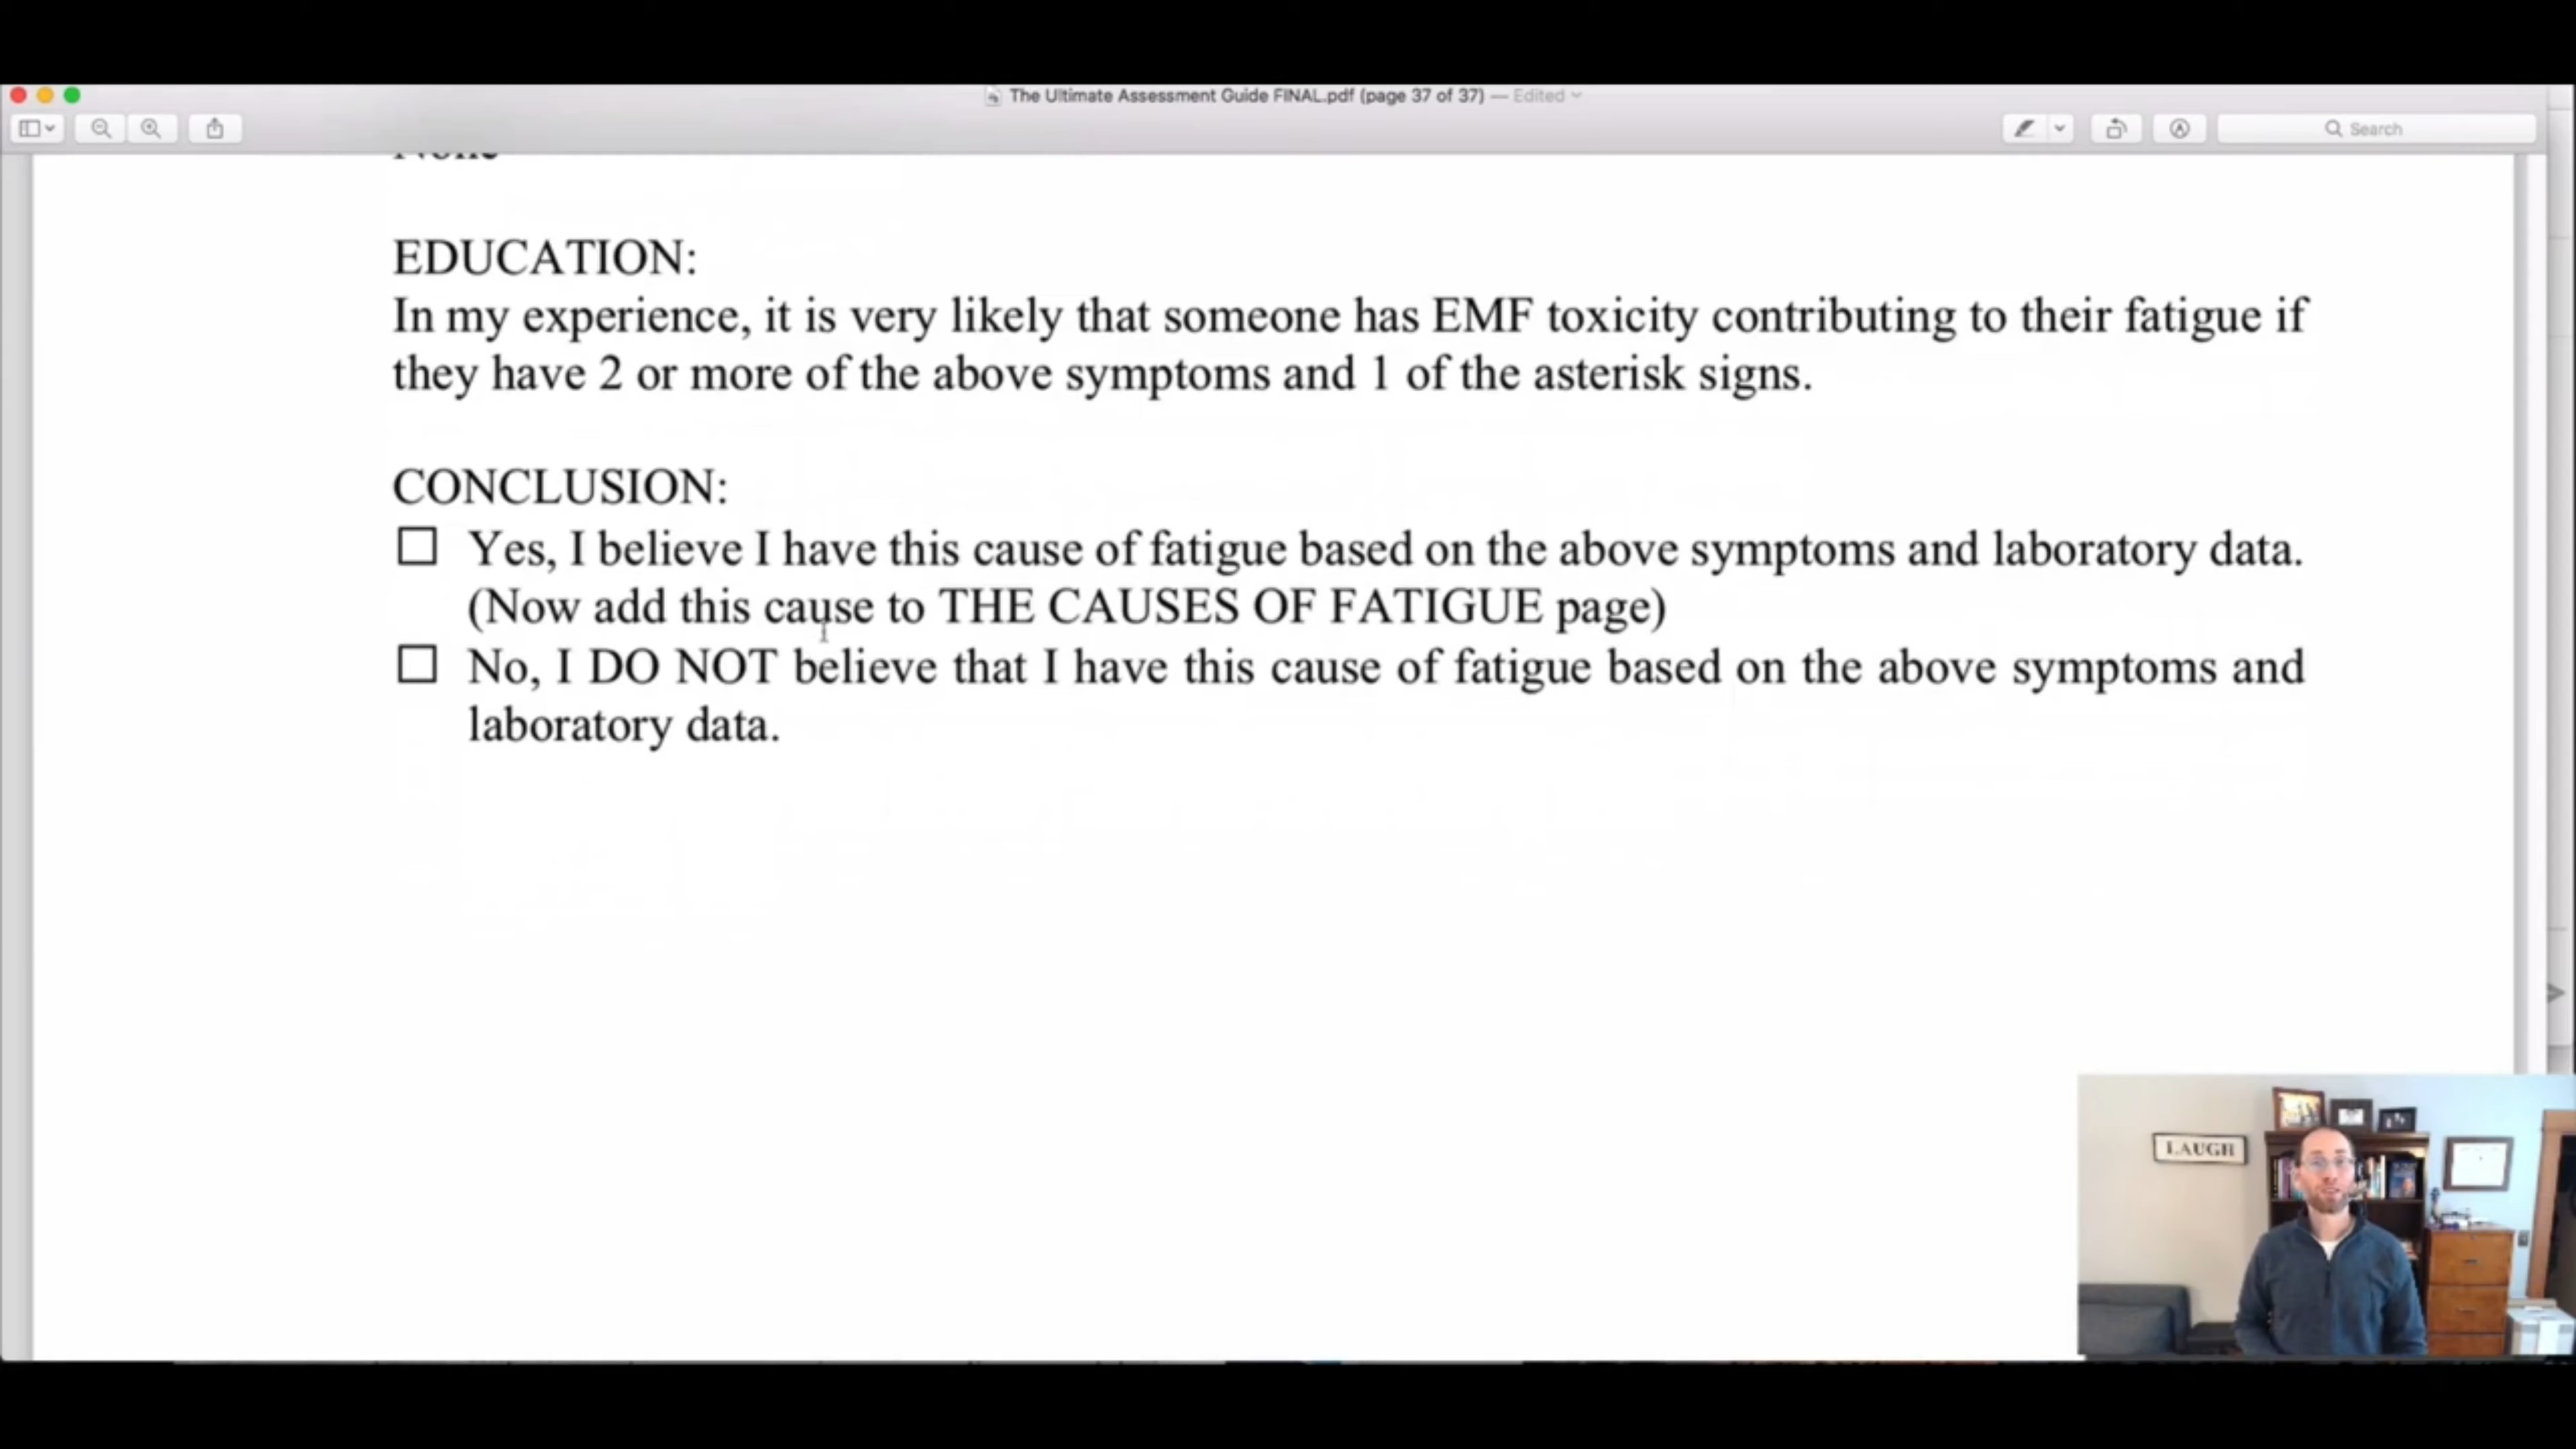 The Ultimate Assessment Guide FINAL.pdf (page 37 of 37) — Edited
Search
None
EDUCATION:
In my experience, it is very likely that someone has EMF toxicity contributing to their fatigue if
they have 2 or more of the above symptoms and 1 of the asterisk signs.
CONCLUSION:
Yes, I believe I have this cause of fatigue based on the above symptoms and laboratory data.
(Now add this cause to THE CAUSES OF FATIGUE page)
No, I DO NOT believe that I have this cause of fatigue based on the above symptoms and
laboratory data.
LAUGH